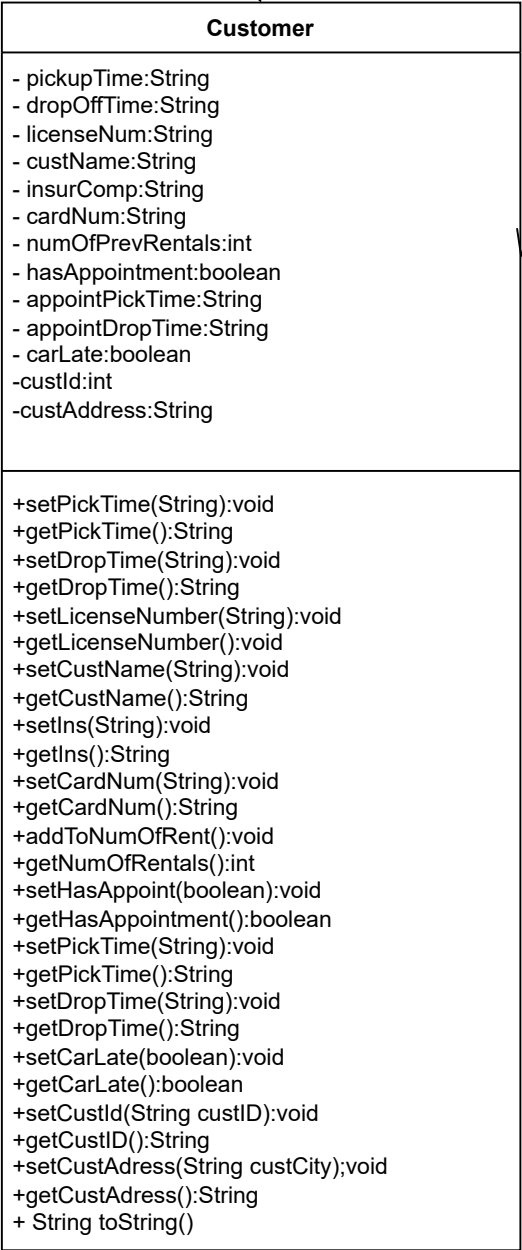 Customer
- pickupTime:String
- dropOffTime:String
- licenseNum:String
- custName:String
- insurComp:String
- cardNum:String
- numOfPrevRentals:int
- hasAppointment:boolean
- appointPickTime:String
- appointDropTime:String
- carLate:boolean
-custId:int
-custAddress:String
+setPickTime(String):void
+getPickTime():String
+setDropTime(String):void
+getDropTime():String
+setLicenseNumber(String):void
+getLicenseNumber():void
+setCustName(String):void
+getCustName():String
+setIns(String):void
+getIns():String
+setCardNum(String):void
+getCardNum():String
+addToNumOfRent():void
+getNumOfRentals():int
+setHasAppoint(boolean):void
+getHasAppointment():boolean
+setPickTime(String):void
+getPickTime():String
+setDropTime(String):void
+getDropTime():String
+setCarLate(boolean):void
+getCarLate():boolean
+setCustId(String custID):void
+getCustID():String
+setCustAdress(String custCity);void
+getCustAdress():String
+ String toString()